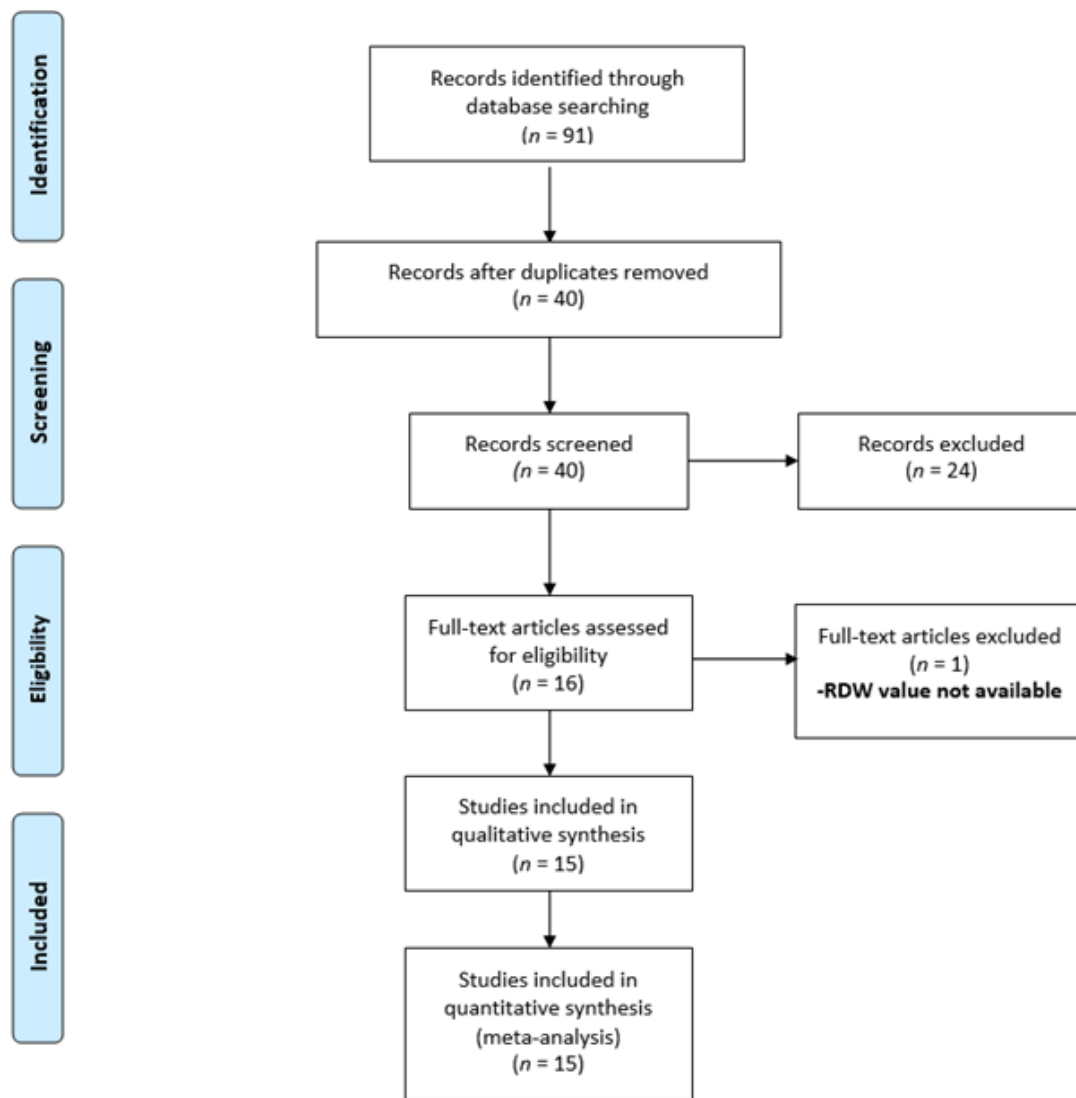 Identification
Records identified through
database searching
(n = 91)
Records after duplicates removed
(n = 40)
Screening
Records screened
(n = 40)
Records excluded
(n = 24)
Eligibility
Full-text articles assessed
for eligibility
(n = 16)
Full-text articles excluded
(n = 1)
-RDW value not available
Included
Studies included in
qualitative synthesis
(n = 15)
Studies included in
quantitative synthesis
(meta-analysis)
(n = 15)